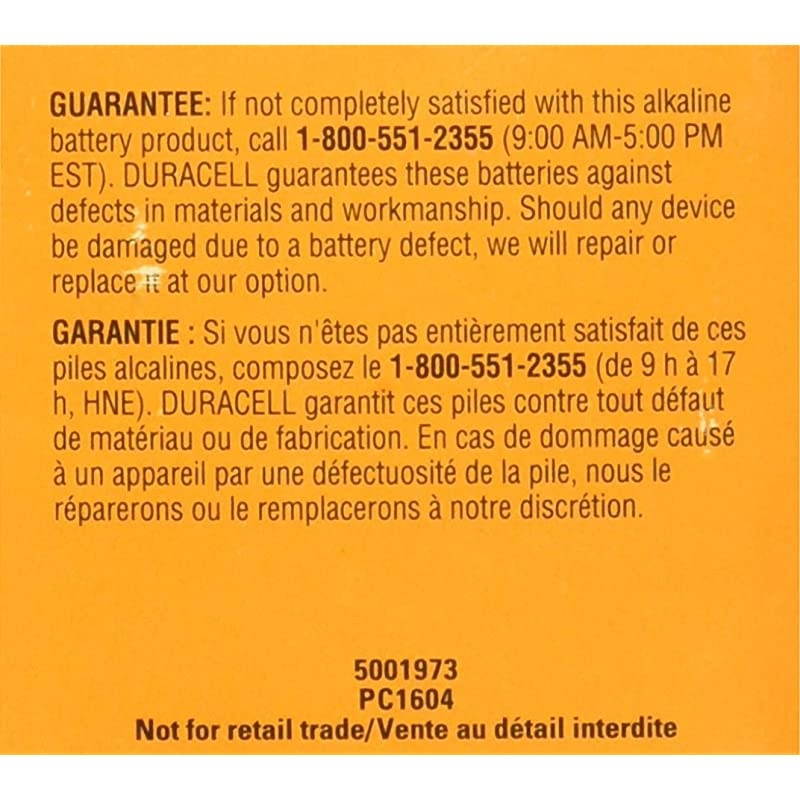 GUARANTEE: If not completely satisfied with this alkaline
battery product, call 1-800-551-2355 (9:00 AM-5:00 PM
EST). DURACELL guarantees these batteries against
defects in materials and workmanship. Should any device
be damaged due to a battery defect, we will repair or
replace it at our option.
GARANTIE : Si vous n'êtes pas entièrement satisfait de ces
piles alcalines, composez le 1-800-551-2355 (de 9 h à 17
h, HNE). DURACELL garantit ces piles contre tout défaut
de matériau ou de fabrication. En cas de dommage causé
à un appareil par une défectuosité de la pile, nous le
réparerons ou le remplacerons à notre discrétion.
5001973
PC1604
Not for retail trade/Vente au détail interdite